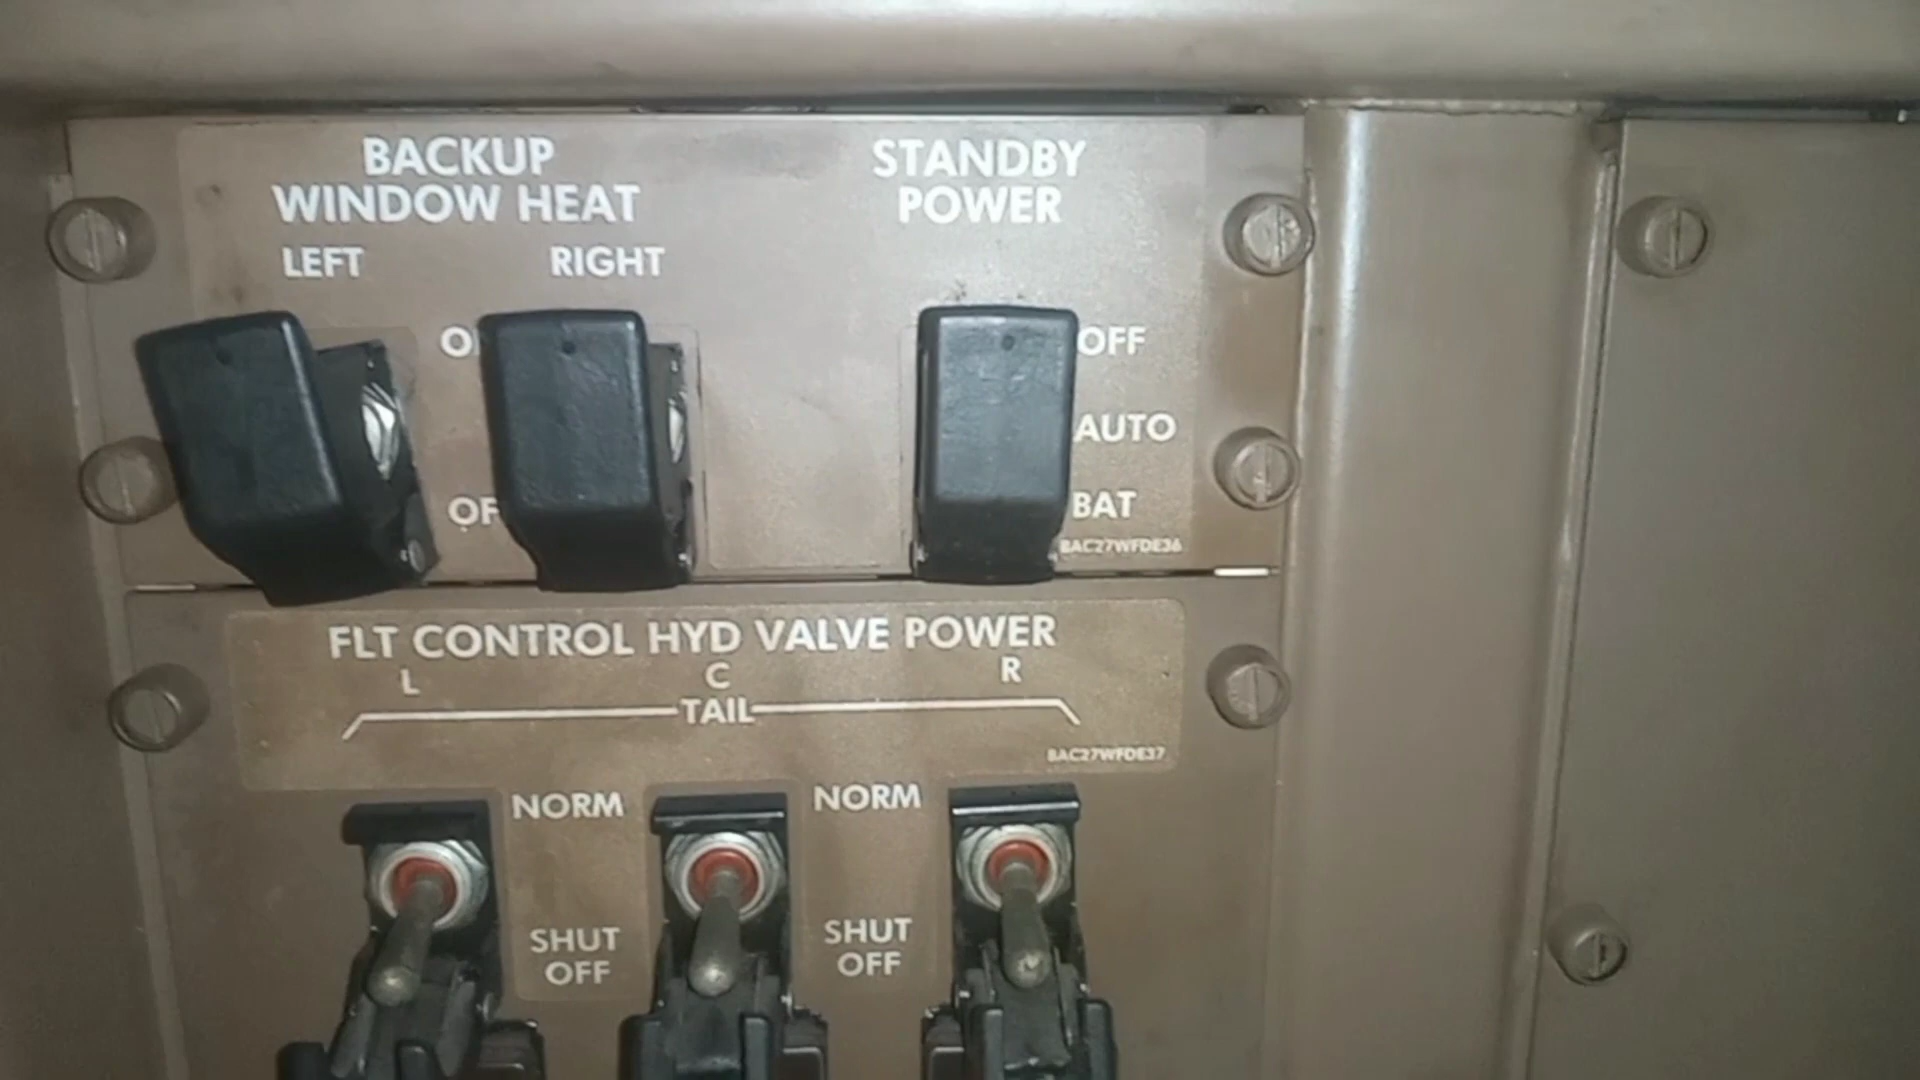 BACKUP
WINDOW HEAT
LEFT RIGHT
STANDBY
POWER
OFF
AUTO
BAT
BAC27WFDE36
FLT CONTROL HYD VALVE POWER
L C R
TAIL
BAC27WFDE37
NORM NORM
SHUT
OFF
SHUT
OFF